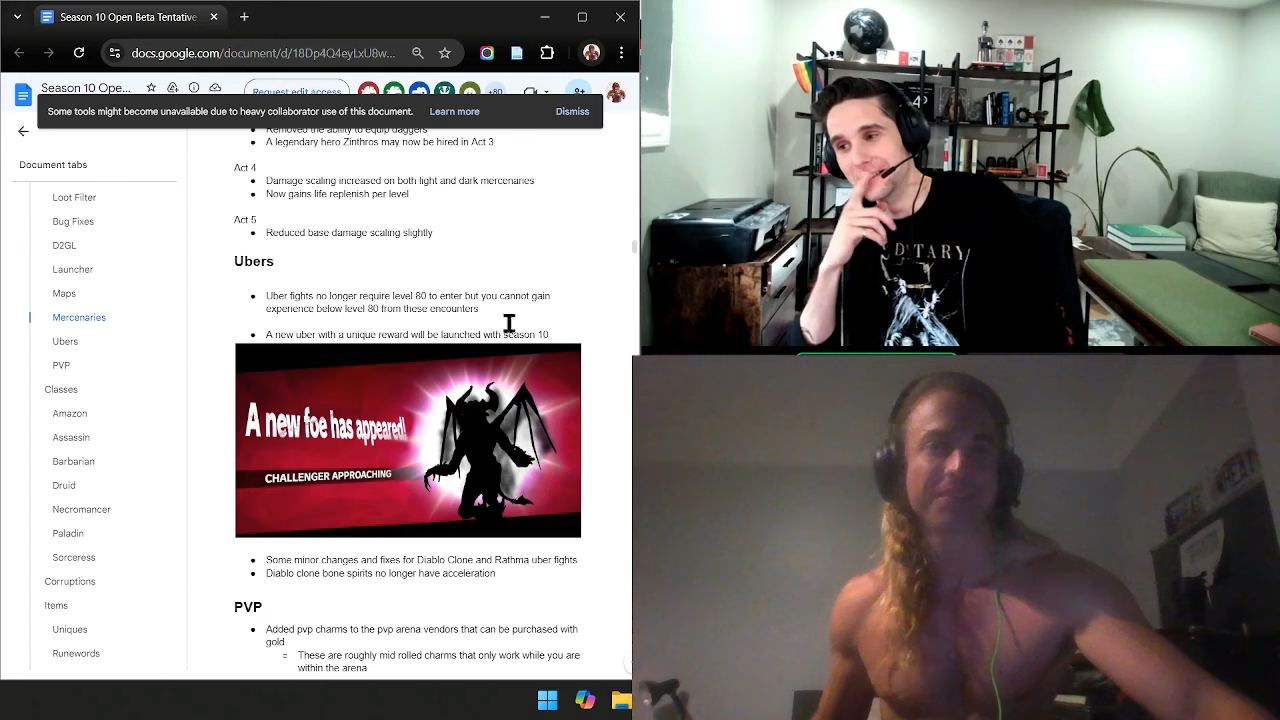 Season 10 Open Beta Tentative
docs.google.com/document/d/18Dp4Q4eyLxU8w...
Season 10 Ope...
Request edit access
+80
Some tools might become unavailable due to heavy collaborator use of this document. Learn more Dismiss
Document tabs
Loot Filter
Bug Fixes
D2GL
Launcher
Maps
Mercenaries
Ubers
PVP
Classes
Amazon
Assassin
Barbarian
Druid
Necromancer
Paladin
Sorceress
Corruptions
Items
Uniques
Runewords
Removed the ability to equip daggers
A legendary hero Zinthros may now be hired in Act 3
Act 4
Damage scaling increased on both light and dark mercenaries
Now gains life replenish per level
Act 5
Reduced base damage scaling slightly
Ubers
Uber fights no longer require level 80 to enter but you cannot gain
experience below level 80 from these encounters
A new uber with a unique reward will be launched with season 10
A new foe has appeared!
CHALLENGER APPROACHING
Some minor changes and fixes for Diablo Clone and Rathma uber fights
Diablo clone bone spirits no longer have acceleration
PVP
Added pvp charms to the pvp arena vendors that can be purchased with
gold
These are roughly mid rolled charms that only work while you are
within the arena